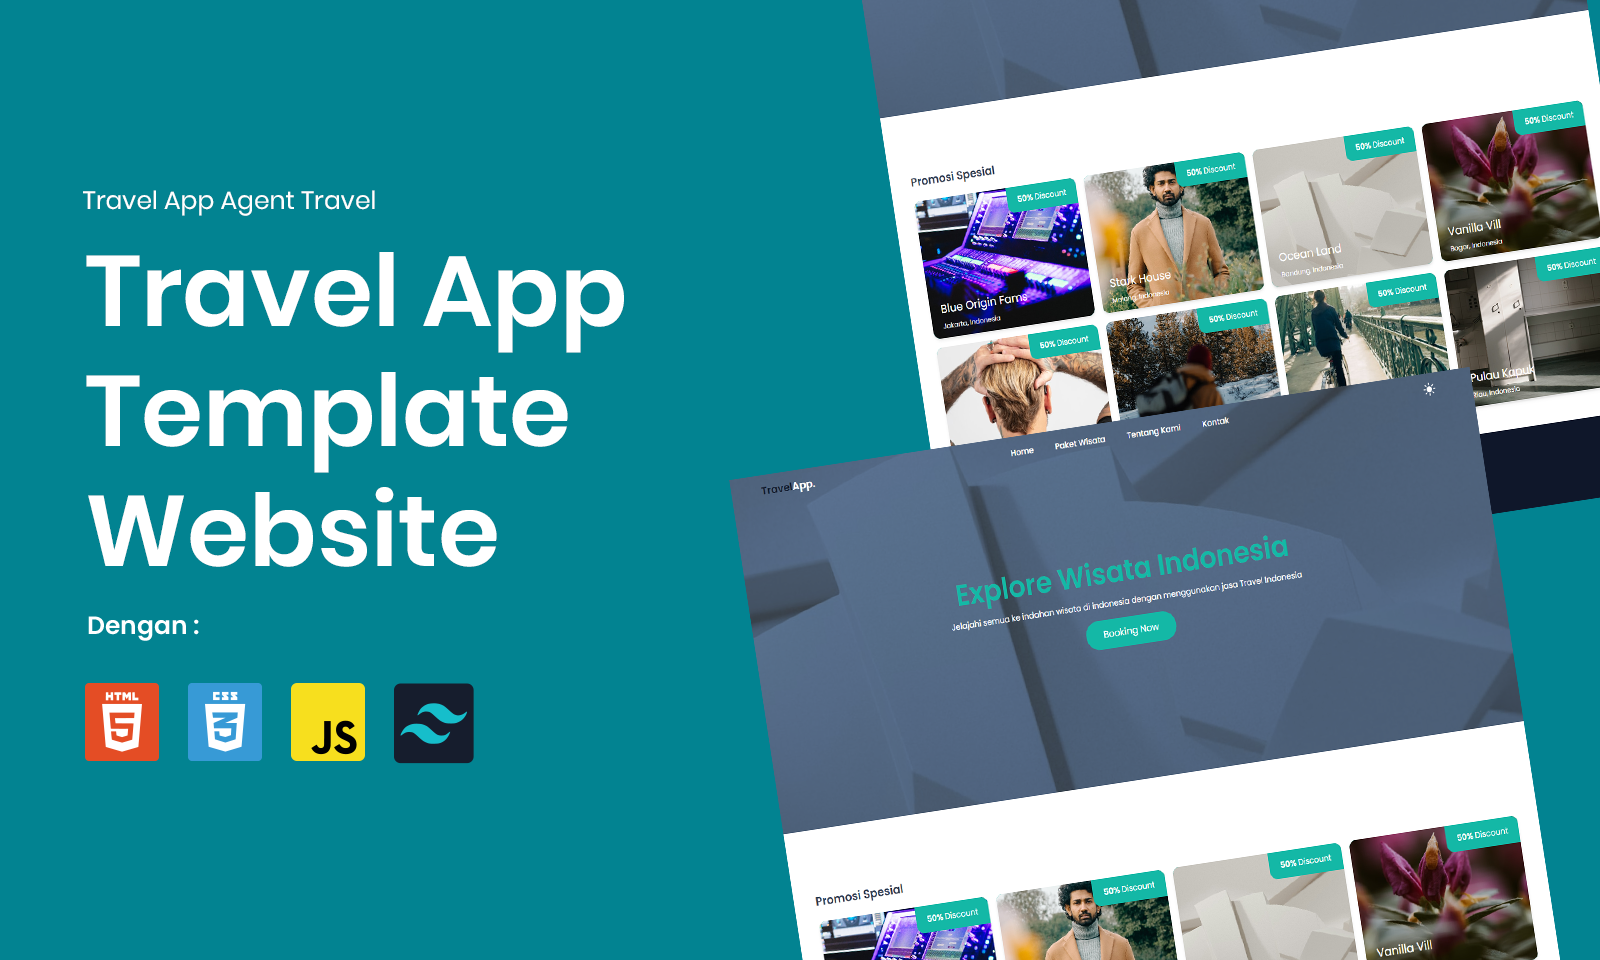 Travel App Agent Travel
Travel App
Template
Website
Dengan :
HTML
5
CSS
3
JS
Promosi Spesial
50% Discount
Blue Origin Fams
Jakarta, Indonesia
50% Discount
Stark House
Malang, Indonesia
50% Discount
Ocean Land
Bandung, Indonesia
50% Discount
Vanilla Vill
Bogor, Indonesia
50% Discount
50% Discount
50% Discount
50% Discount
Pulau Kapuk
Riau, Indonesia
TravelApp.
Home
Paket Wisata
Tentang Kami
Kontak
Explore Wisata Indonesia
Jelajahi semua ke indahan wisata di Indonesia dengan menggunakan jasa Travel Indonesia
Booking Now
Promosi Spesial
50% Discount
50% Discount
50% Discount
50% Discount
Vanilla Vill